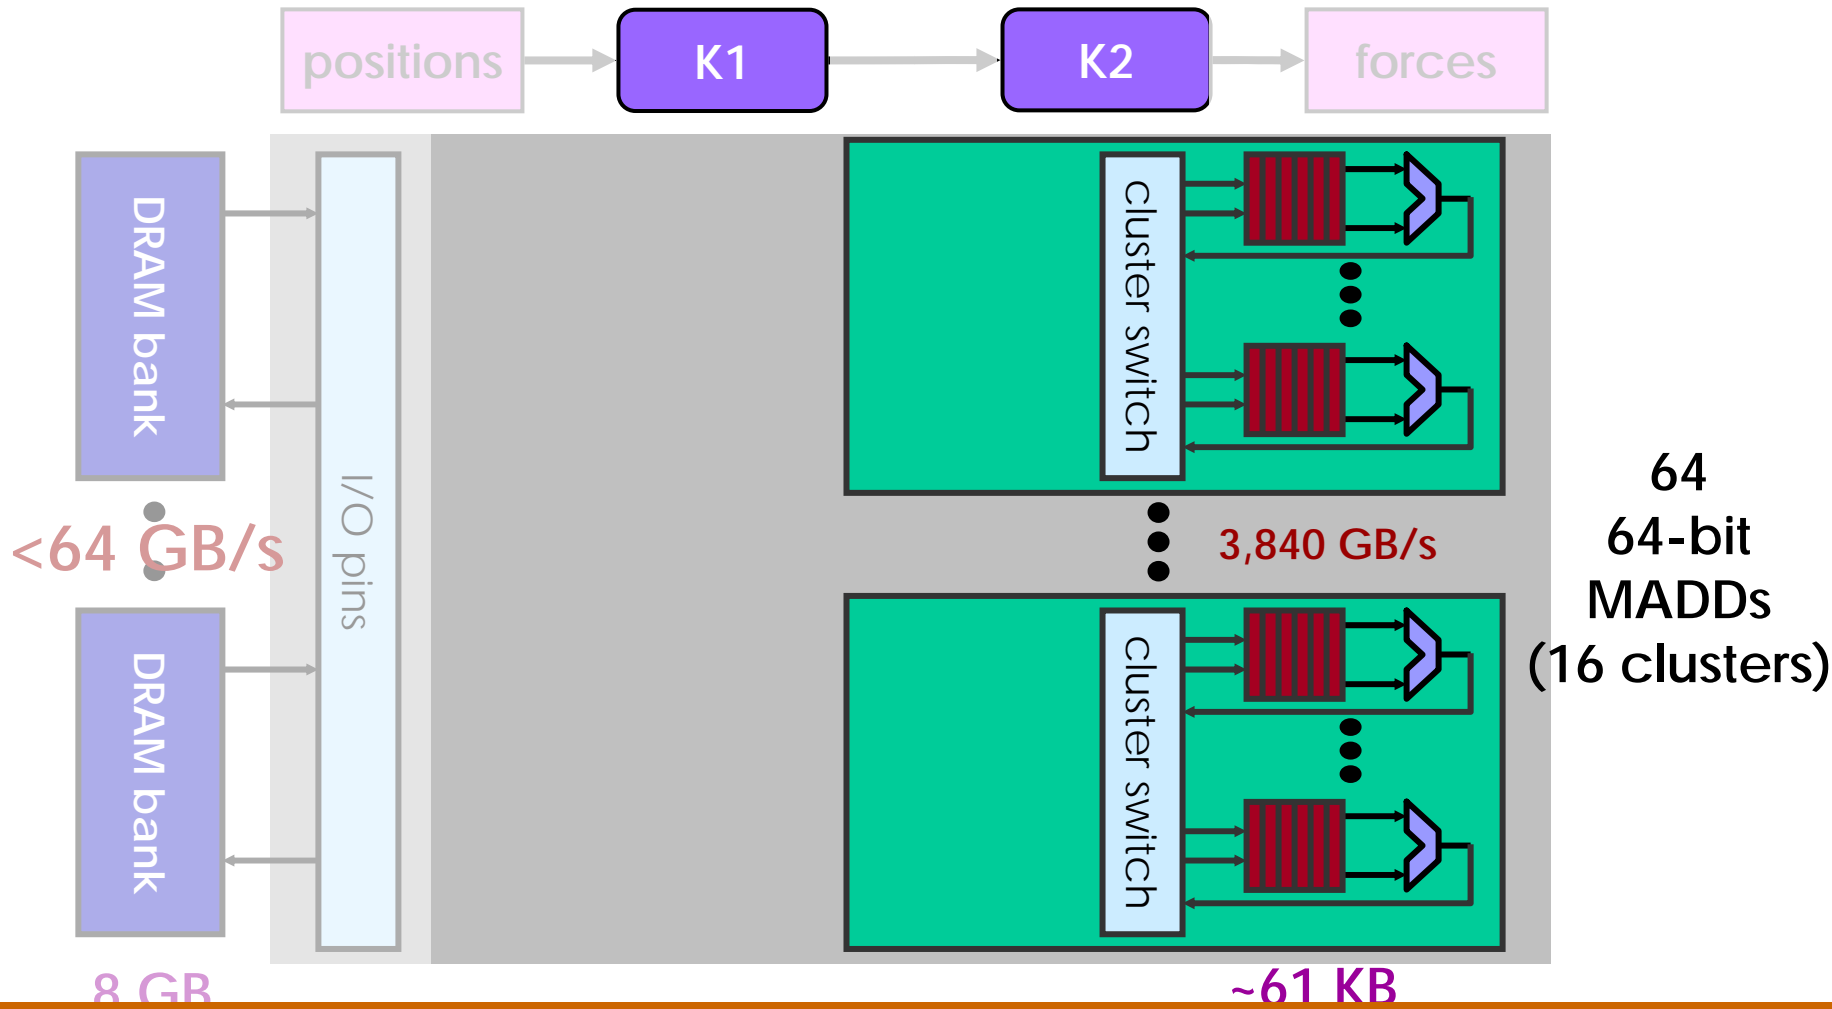 positions
K1
K2
forces
DRAM bank
I/O pins
Cluster switch
<64 GB/s
3,840 GB/s
64
64-bit
MADDs
(16 clusters)
DRAM bank
Cluster switch
8 GB
~61 KB